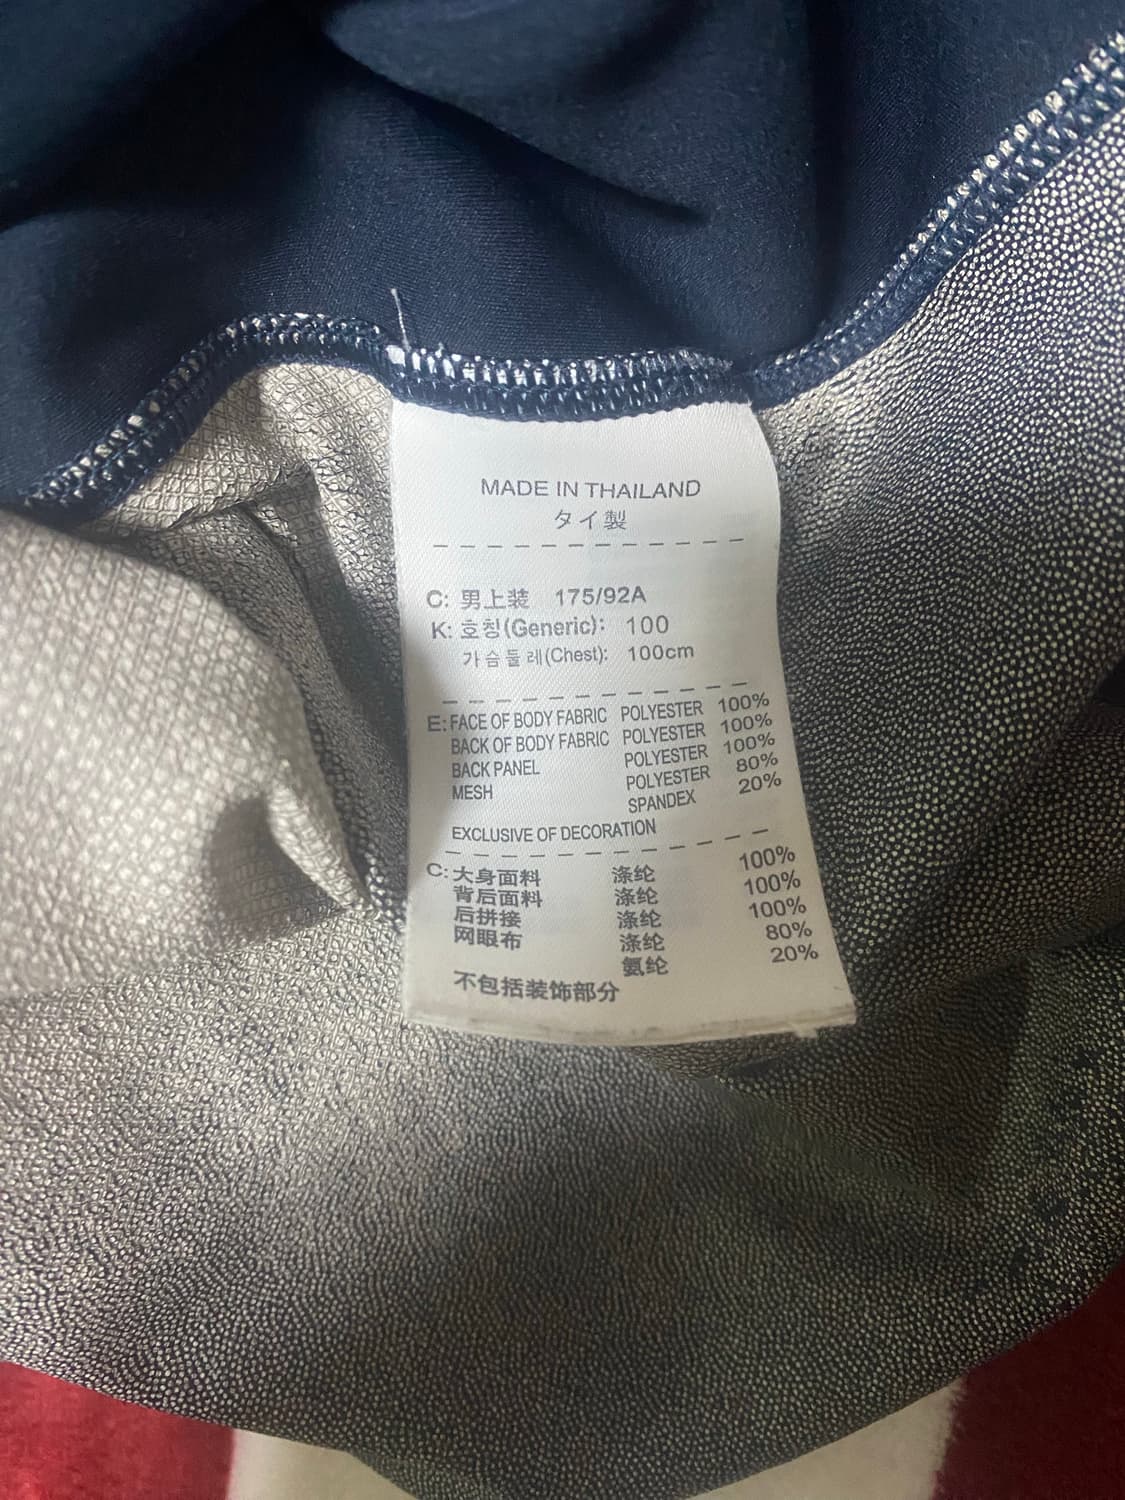 MADE IN THAILAND
タイ製
C: 男上装 175/92A
K: 호칭(Generic): 100
가슴둘레(Chest): 100cm
E: FACE OF BODY FABRIC POLYESTER 100%
BACK OF BODY FABRIC POLYESTER 100%
BACK PANEL POLYESTER 100%
MESH POLYESTER 80%
SPANDEX 20%
EXCLUSIVE OF DECORATION
C: 大身面料 涤纶 100%
背后面料 涤纶 100%
后拼接 涤纶 100%
网眼布 涤纶 80%
氨纶 20%
不包括装饰部分